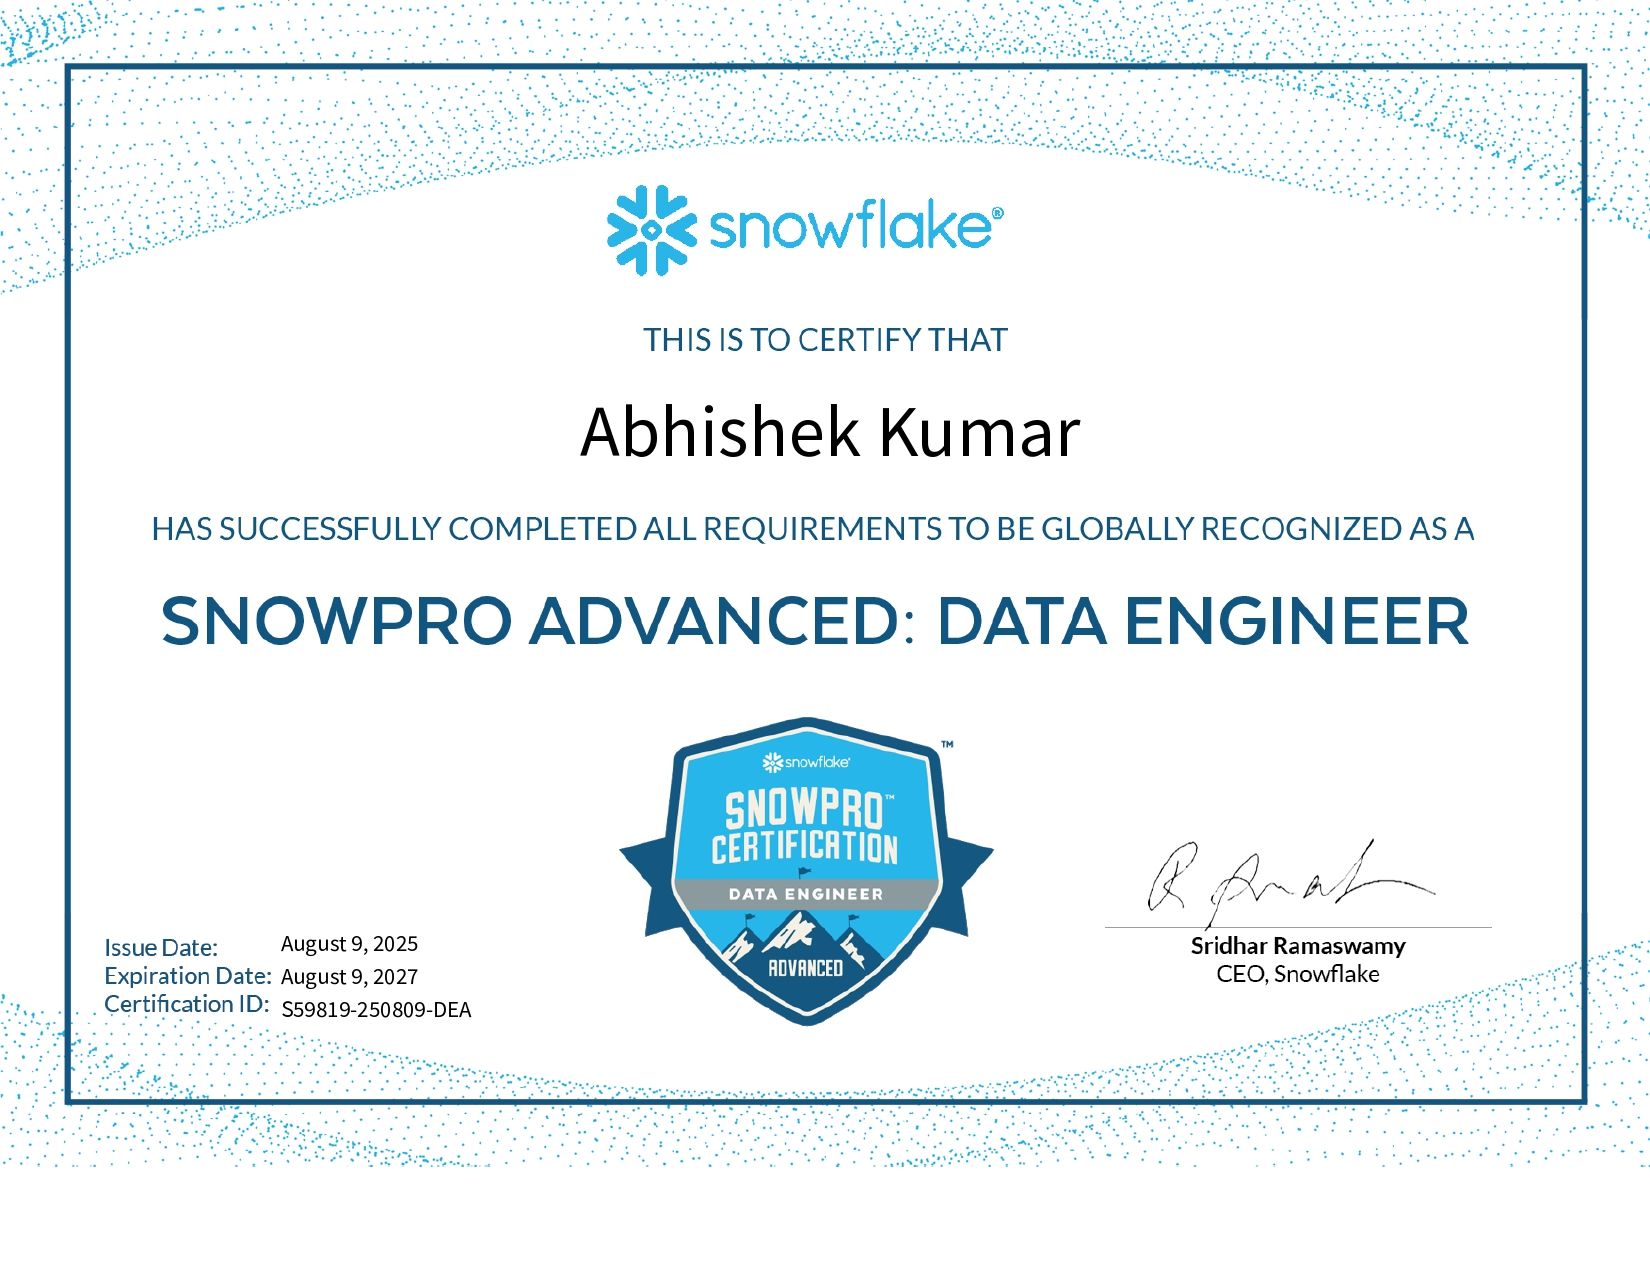 snowflake®
THIS IS TO CERTIFY THAT
Abhishek Kumar
HAS SUCCESSFULLY COMPLETED ALL REQUIREMENTS TO BE GLOBALLY RECOGNIZED AS A
SNOWPRO ADVANCED: DATA ENGINEER
TM
snowflake®
SNOWPRO™
CERTIFICATION
DATA ENGINEER
ADVANCED
Issue Date: August 9, 2025
Expiration Date: August 9, 2027
Certification ID: S59819-250809-DEA
Sridhar Ramaswamy
CEO, Snowflake